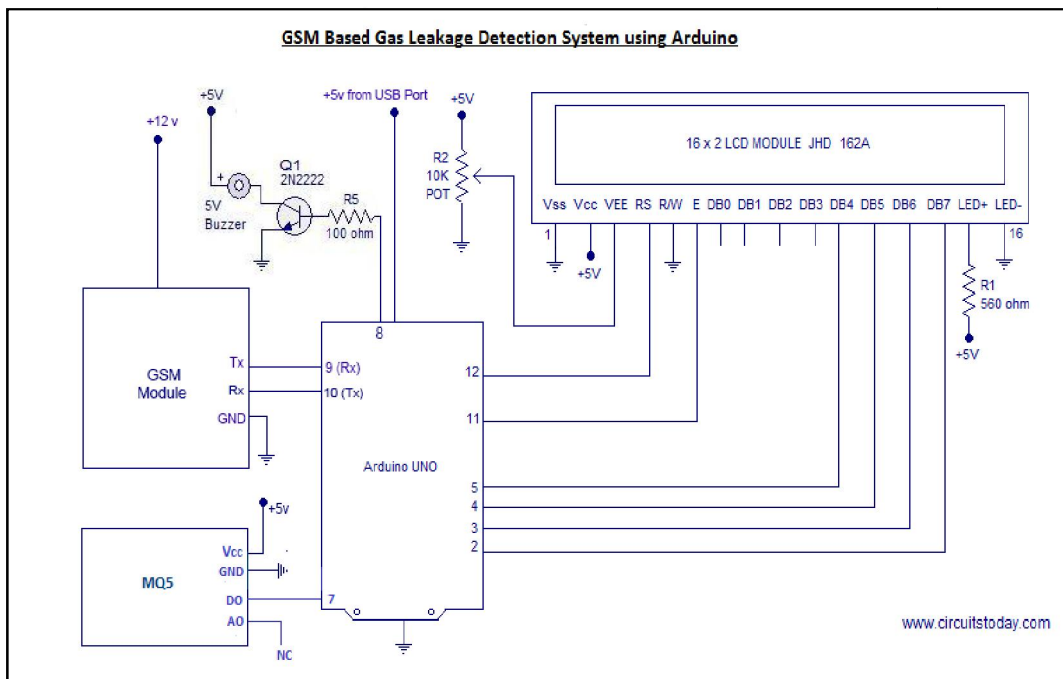 GSM Based Gas Leakage Detection System using Arduino
+5V
+5v from USB Port
+5V
+12 v
16 x 2 LCD MODULE JHD 162A
Q1
2N2222
R2
10K
POT
+
5V
Buzzer
R5
100 ohm
Vss Vcc VEE RS R/W E DB0 DB1 DB2 DB3 DB4 DB5 DB6 DB7 LED+ LED-
1
16
+5V
R1
560 ohm
+5V
8
GSM
Module
Tx
Rx
GND
9 (Rx)
10 (Tx)
12
11
Arduino UNO
5
4
3
2
+5v
MQ5
Vcc
GND
DO
AO
7
NC
www.circuitstoday.com